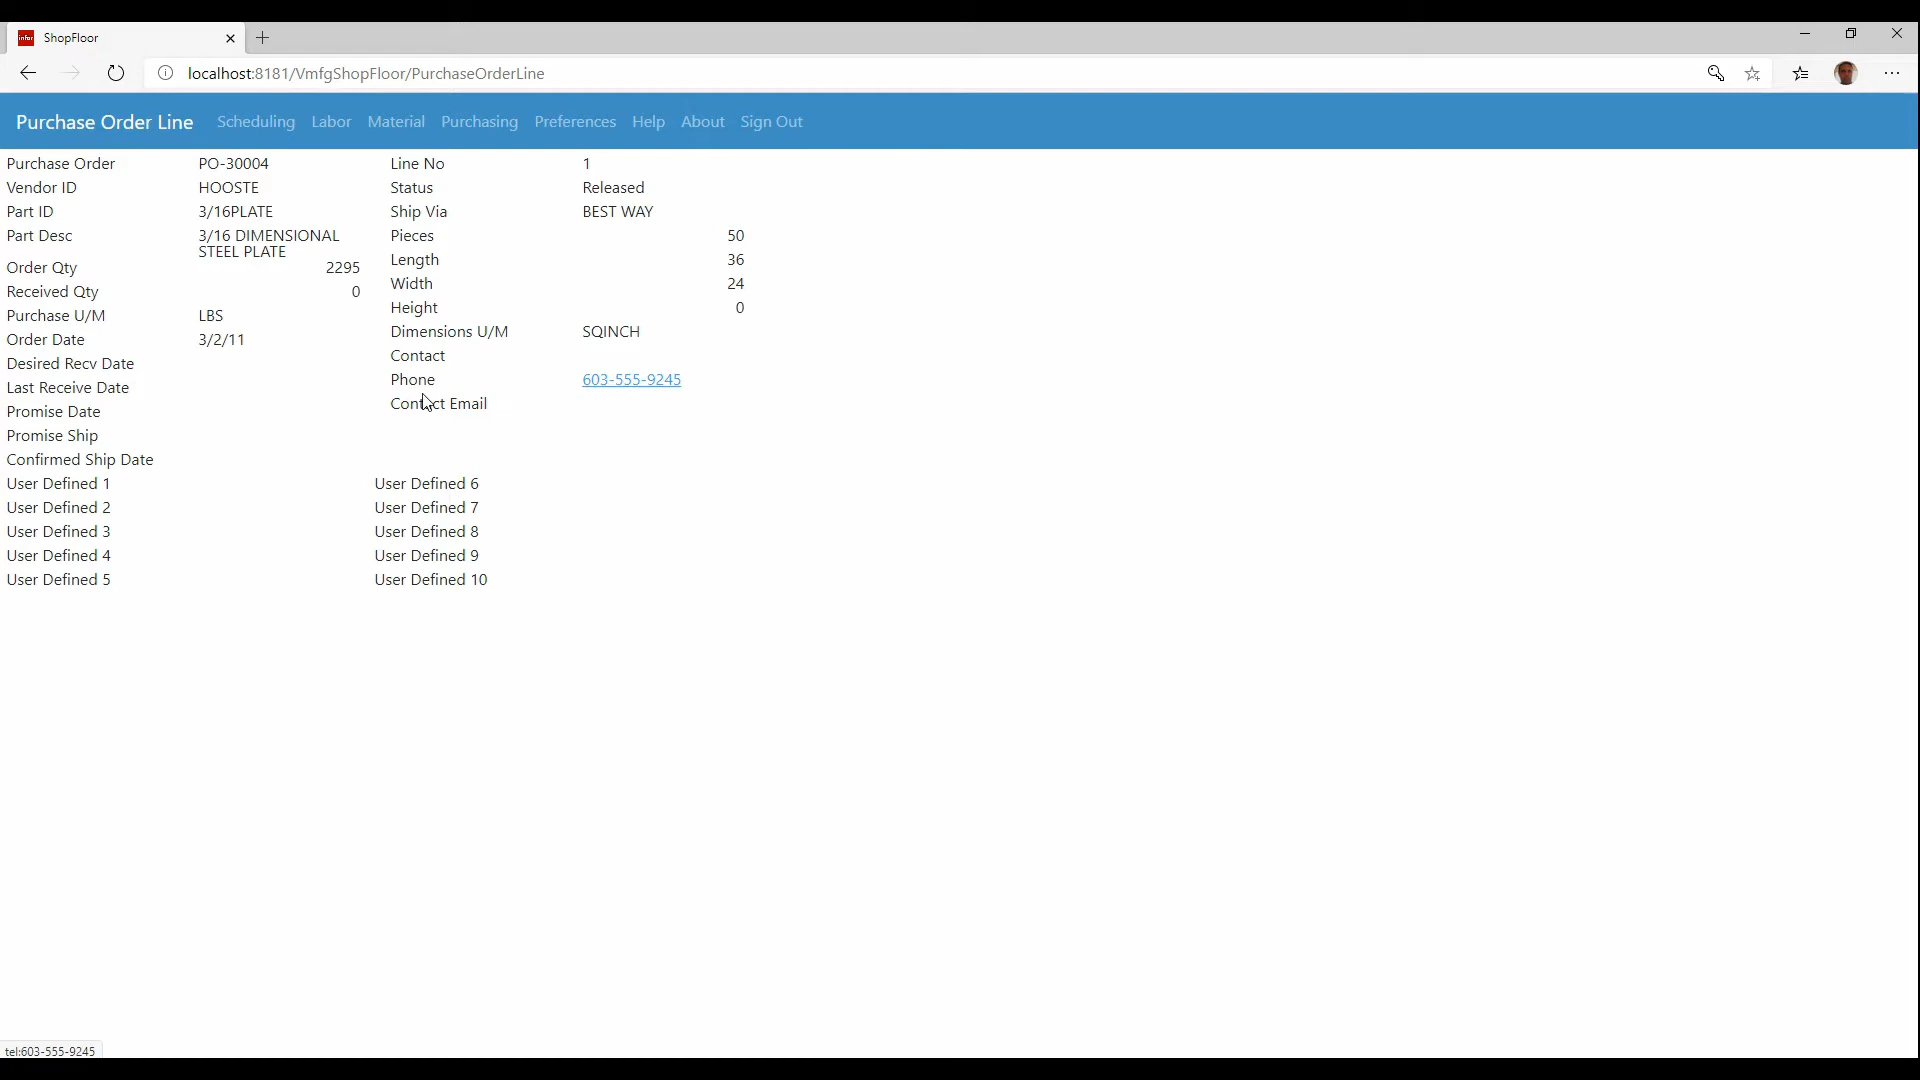 infor ShopFloor
localhost:8181/VmfgShopFloor/PurchaseOrderLine
Purchase Order Line Scheduling Labor Material Purchasing Preferences Help About Sign Out
Purchase Order PO-30004 Line No 1
Vendor ID HOOSTE Status Released
Part ID 3/16PLATE Ship Via BEST WAY
Part Desc 3/16 DIMENSIONAL Pieces 50
STEEL PLATE
Length 36
Order Qty 2295
Width 24
Received Qty 0
Height 0
Purchase U/M LBS
Dimensions U/M SQINCH
Order Date 3/2/11
Contact
Desired Recv Date
Phone 603-555-9245
Last Receive Date
Contact Email
Promise Date
Promise Ship
Confirmed Ship Date
User Defined 1 User Defined 6
User Defined 2 User Defined 7
User Defined 3 User Defined 8
User Defined 4 User Defined 9
User Defined 5 User Defined 10
tel:603-555-9245